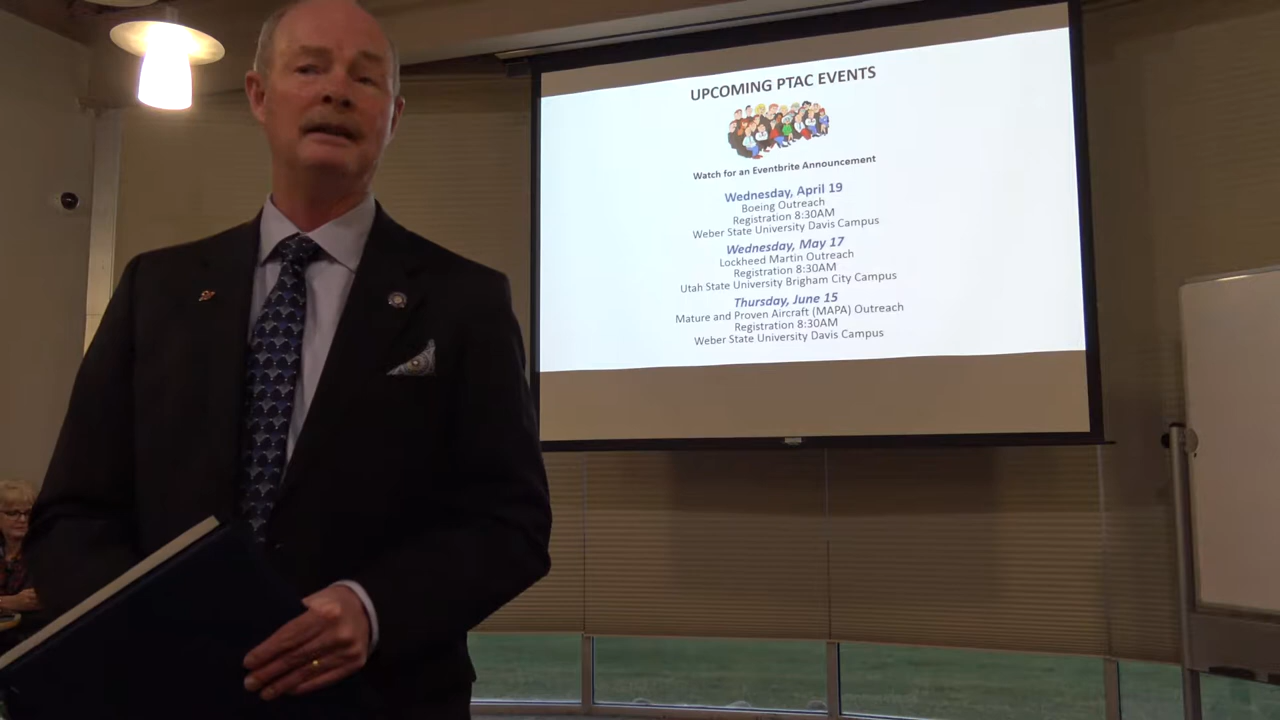 UPCOMING PTAC EVENTS
Watch for an Eventbrite Announcement
Wednesday, April 19
Boeing Outreach
Registration 8:30AM
Weber State University Davis Campus
Wednesday, May 17
Lockheed Martin Outreach
Registration 8:30AM
Utah State University Brigham City Campus
Thursday, June 15
Mature and Proven Aircraft (MAPA) Outreach
Registration 8:30AM
Weber State University Davis Campus